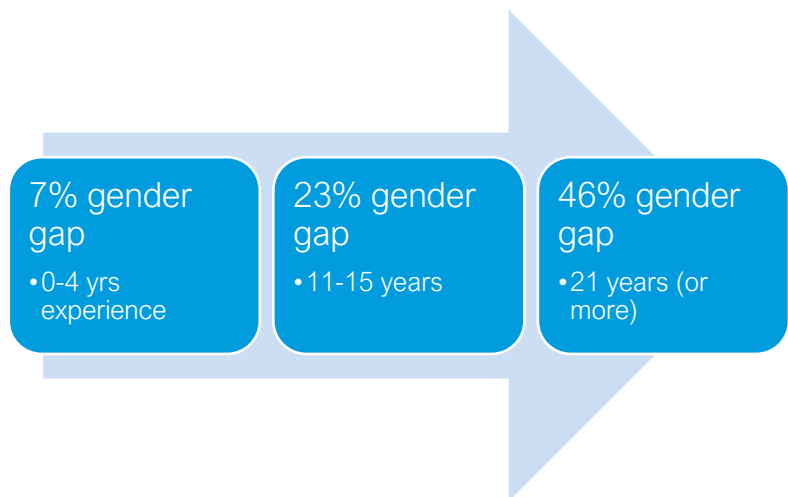 7% gender
gap
•0-4 yrs
experience
23% gender
gap
•11-15 years
46% gender
gap
•21 years (or
more)